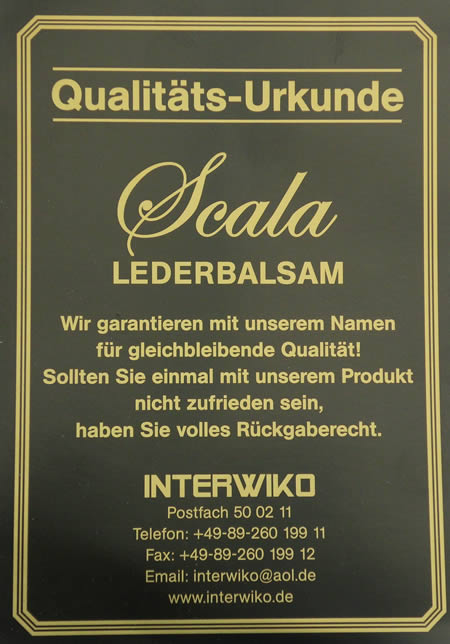 Qualitäts-Urkunde
Scala
LEDERBALSAM
Wir garantieren mit unserem Namen
für gleichbleibende Qualität!
Sollten Sie einmal mit unserem Produkt
nicht zufrieden sein,
haben Sie volles Rückgaberecht.
INTERWIKO
Postfach 50 02 11
Telefon: +49-89-260 199 11
Fax: +49-89-260 199 12
Email: interwiko@aol.de
www.interwiko.de